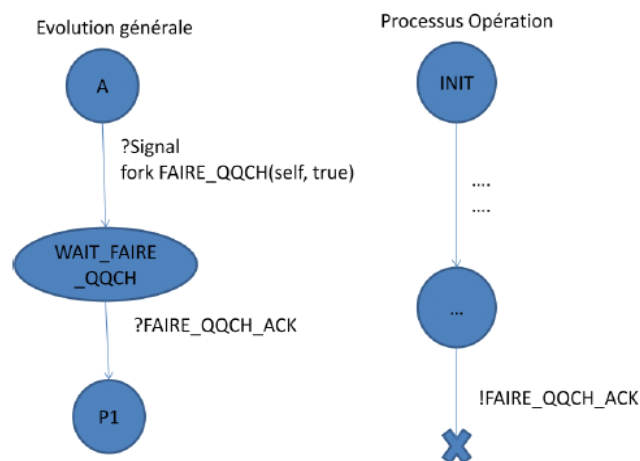 Evolution générale
A
?Signal
fork FAIRE_QQCH(self, true)
WAIT_FAIRE
_QQCH
?FAIRE_QQCH_ACK
P1
Processus Opération
INIT
....
....
...
!FAIRE_QQCH_ACK